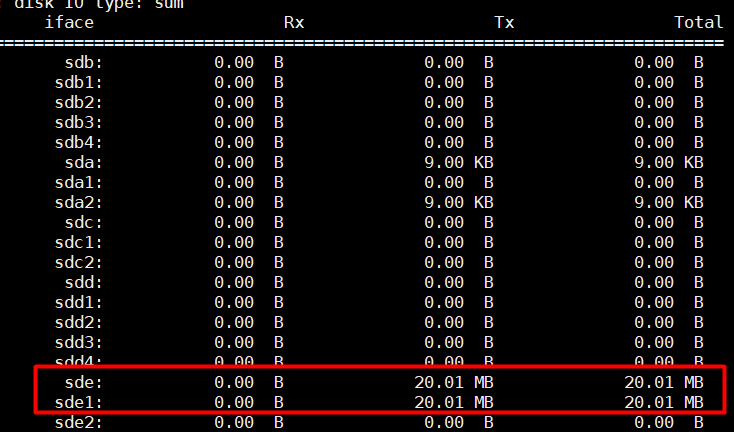 disk IO type: sum
iface Rx Tx Total
==============================================================================
sdb: 0.00 B 0.00 B 0.00 B
sdb1: 0.00 B 0.00 B 0.00 B
sdb2: 0.00 B 0.00 B 0.00 B
sdb3: 0.00 B 0.00 B 0.00 B
sdb4: 0.00 B 0.00 B 0.00 B
sda: 0.00 B 9.00 KB 9.00 KB
sda1: 0.00 B 0.00 B 0.00 B
sda2: 0.00 B 9.00 KB 9.00 KB
sdc: 0.00 B 0.00 B 0.00 B
sdc1: 0.00 B 0.00 B 0.00 B
sdc2: 0.00 B 0.00 B 0.00 B
sdd: 0.00 B 0.00 B 0.00 B
sdd1: 0.00 B 0.00 B 0.00 B
sdd2: 0.00 B 0.00 B 0.00 B
sdd3: 0.00 B 0.00 B 0.00 B
sdd4: 0.00 B 0.00 B 0.00 B
sde: 0.00 B 20.01 MB 20.01 MB
sde1: 0.00 B 20.01 MB 20.01 MB
sde2: 0.00 B 0.00 B 0.00 B